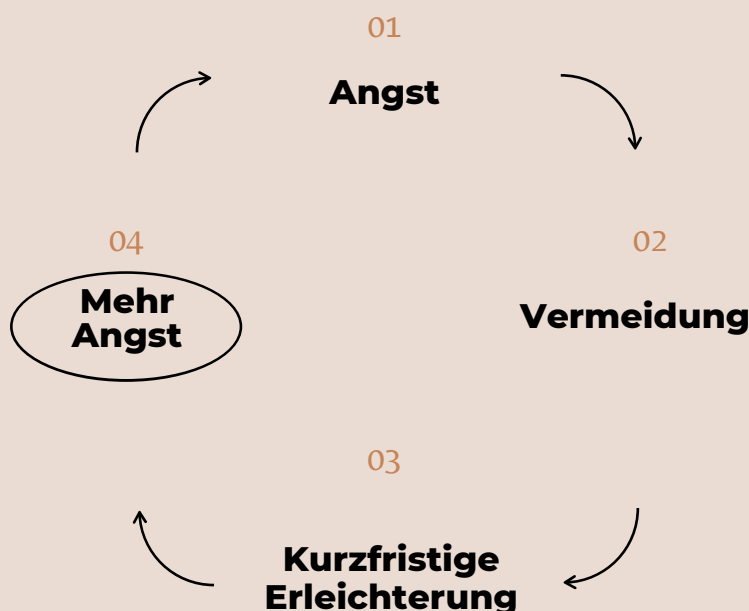 01
Angst
02
Vermeidung
03
Kurzfristige
Erleichterung
04
Mehr
Angst